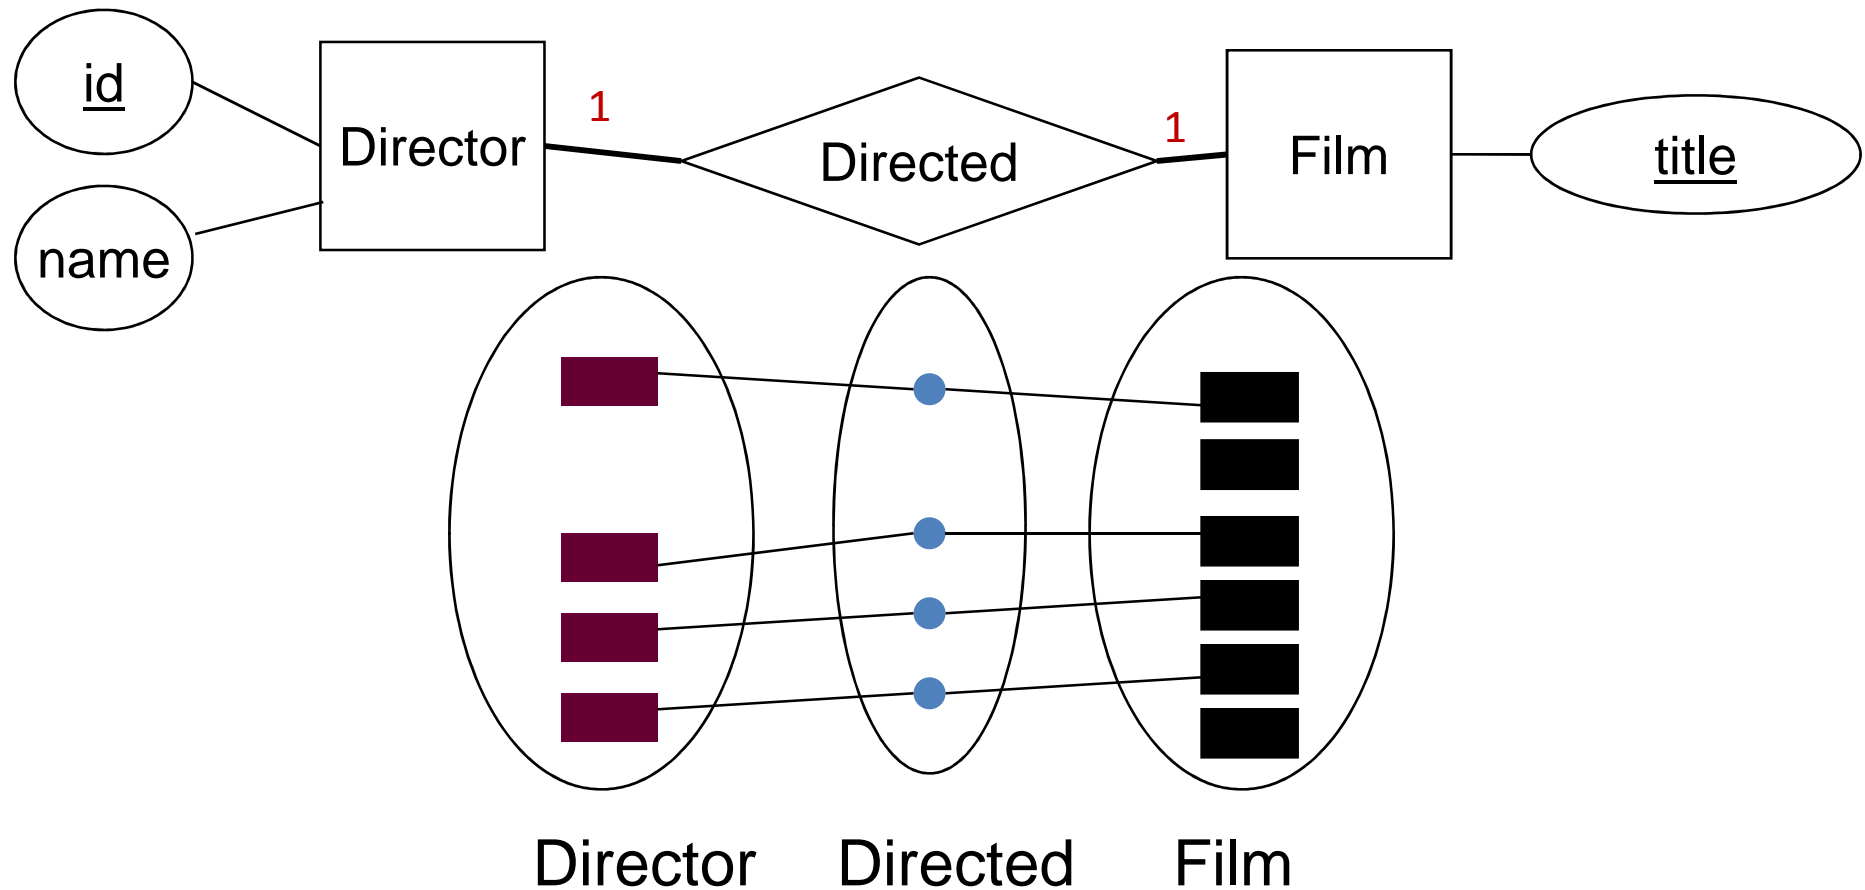 id
name
Director
1
Directed
1
Film
title
Director
Directed
Film